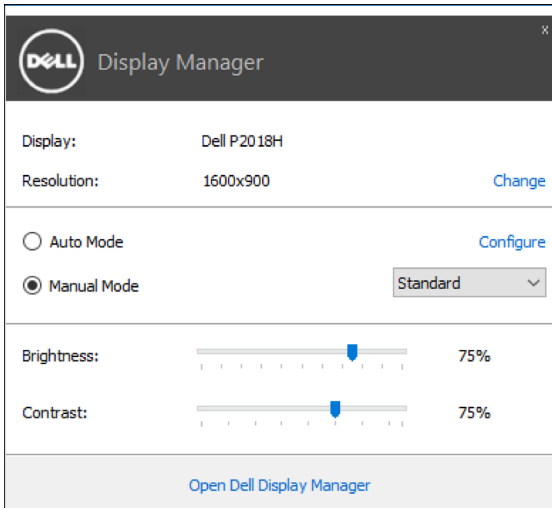 DELL Display Manager x
Display: Dell P2018H
Resolution: 1600x900 Change
Auto Mode Configure
Manual Mode Standard
Brightness: 75%
Contrast: 75%
Open Dell Display Manager